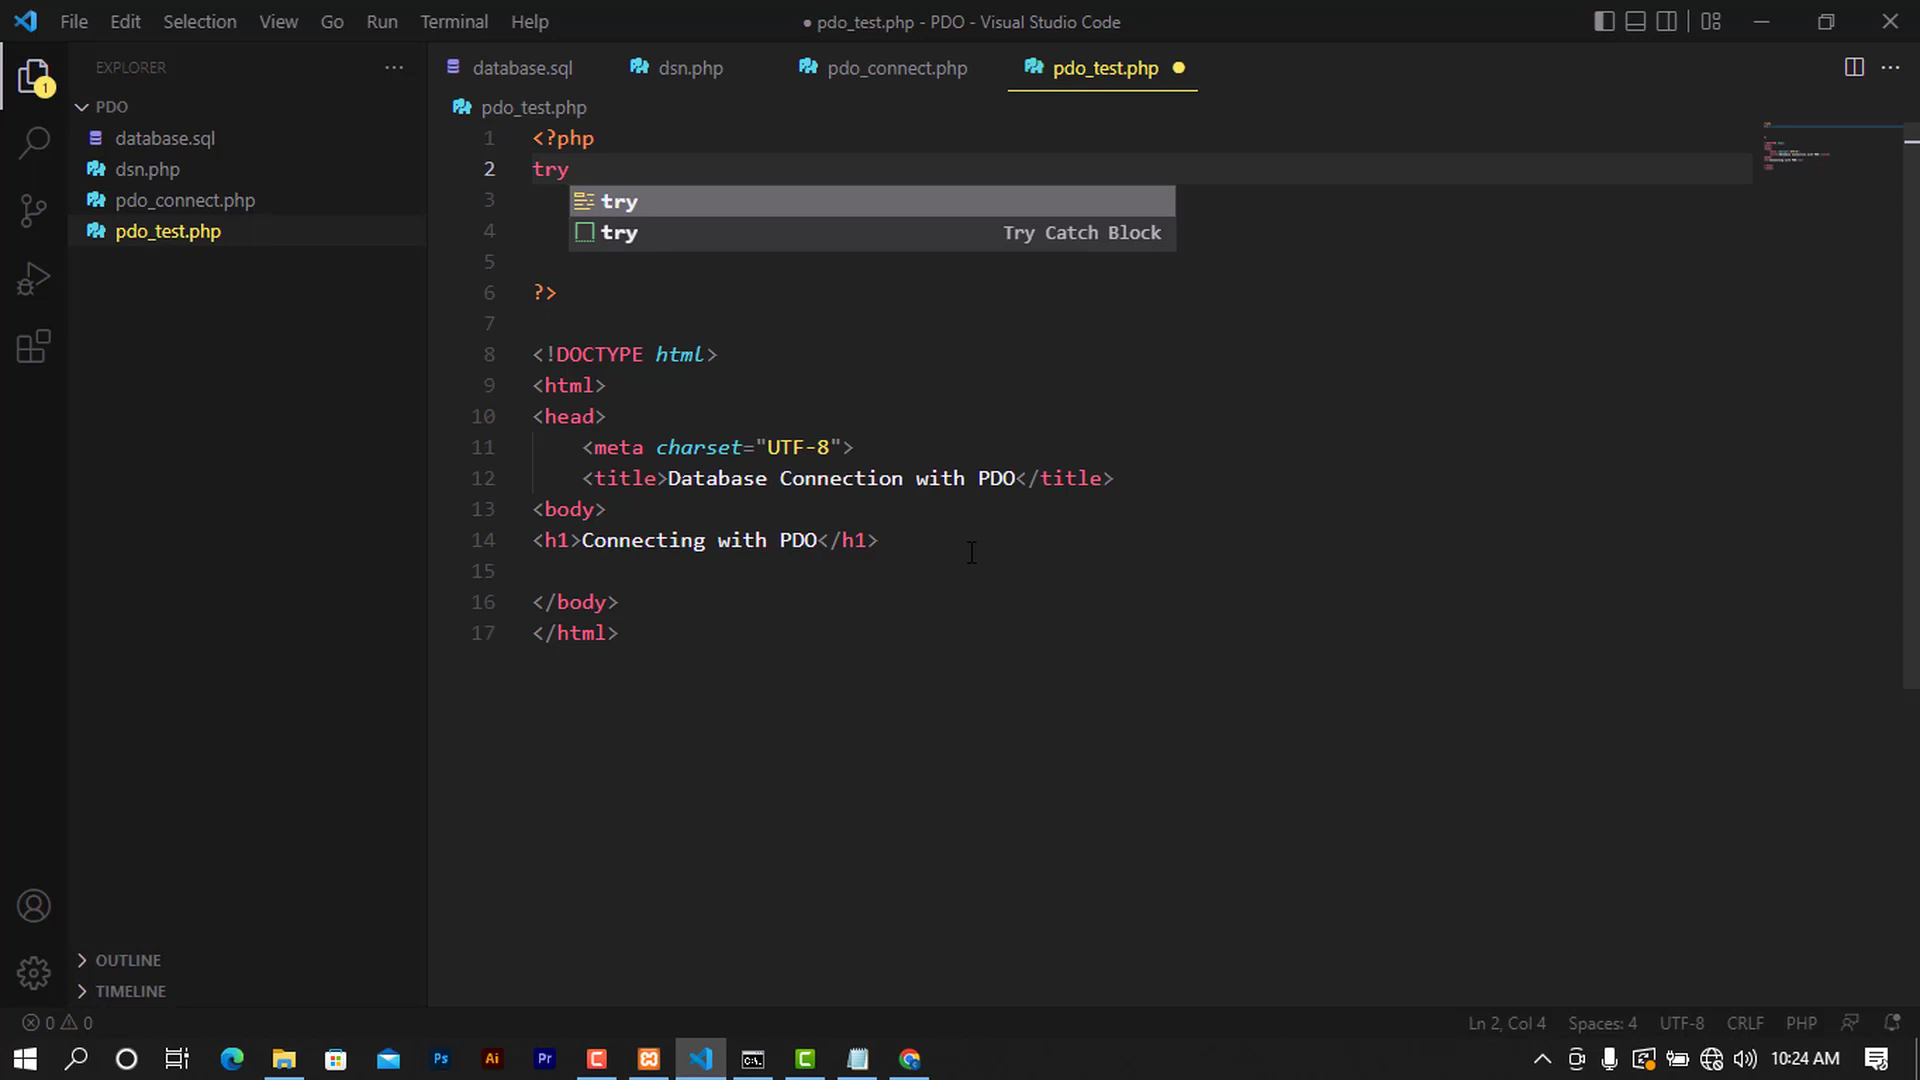 File Edit Selection View Go Run Terminal Help
● pdo_test.php - PDO - Visual Studio Code
EXPLORER
PDO
database.sql
dsn.php
pdo_connect.php
pdo_test.php
OUTLINE
TIMELINE
1
database.sql dsn.php pdo_connect.php pdo_test.php
pdo_test.php
1 <?php
2 try
try
try Try Catch Block
3
4
5
6 ?>
7
8 <!DOCTYPE html>
9 <html>
10 <head>
11 <meta charset="UTF-8">
12 <title>Database Connection with PDO</title>
13 <body>
14 <h1>Connecting with PDO</h1>
15
16 </body>
17 </html>
0 0
Ln 2, Col 4 Spaces: 4 UTF-8 CRLF PHP
Ps Ai Pr
10:24 AM